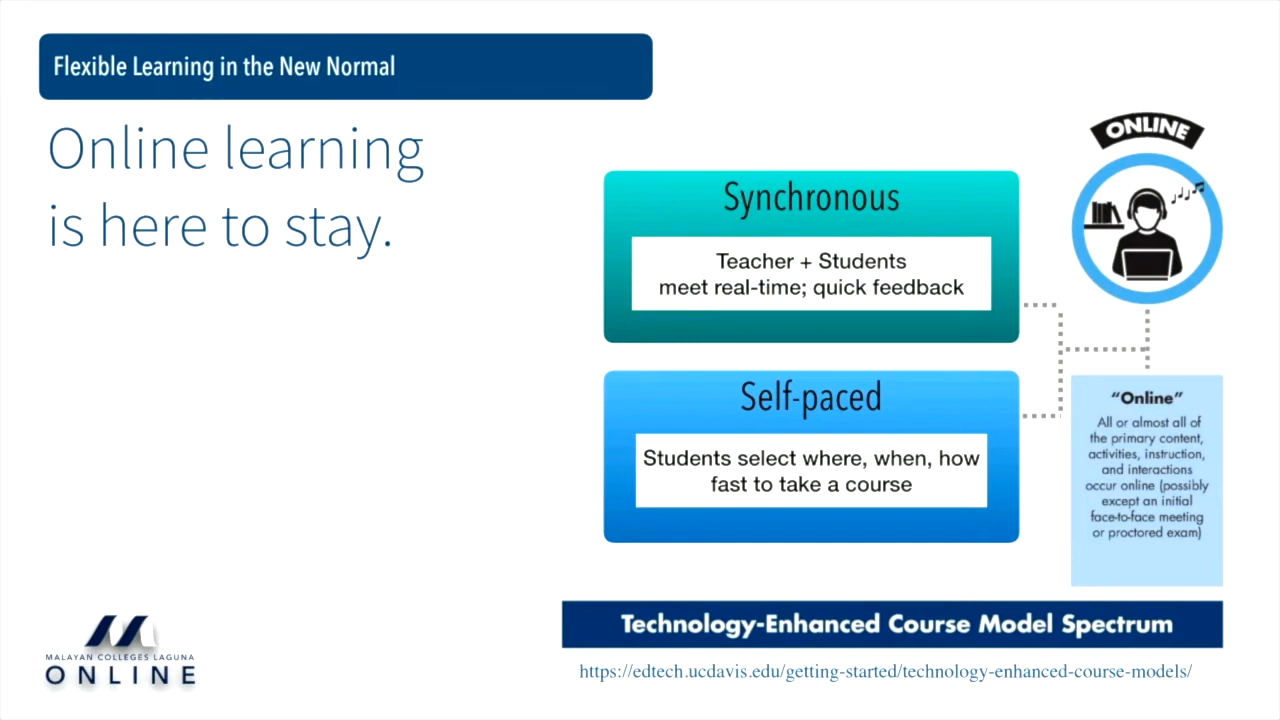 Flexible Learning in the New Normal
Online learning
is here to stay.
ONLINE
Synchronous
Teacher + Students
meet real-time; quick feedback
Self-paced
Students select where, when, how
fast to take a course
“Online”
All or almost all of
the primary content,
activities, instruction,
and interactions
occur online (possibly
except an initial
face-to-face meeting
or proctored exam)
Technology-Enhanced Course Model Spectrum
https://edtech.ucdavis.edu/getting-started/technology-enhanced-course-models/
MALAYAN COLLEGES LAGUNA
ONLINE